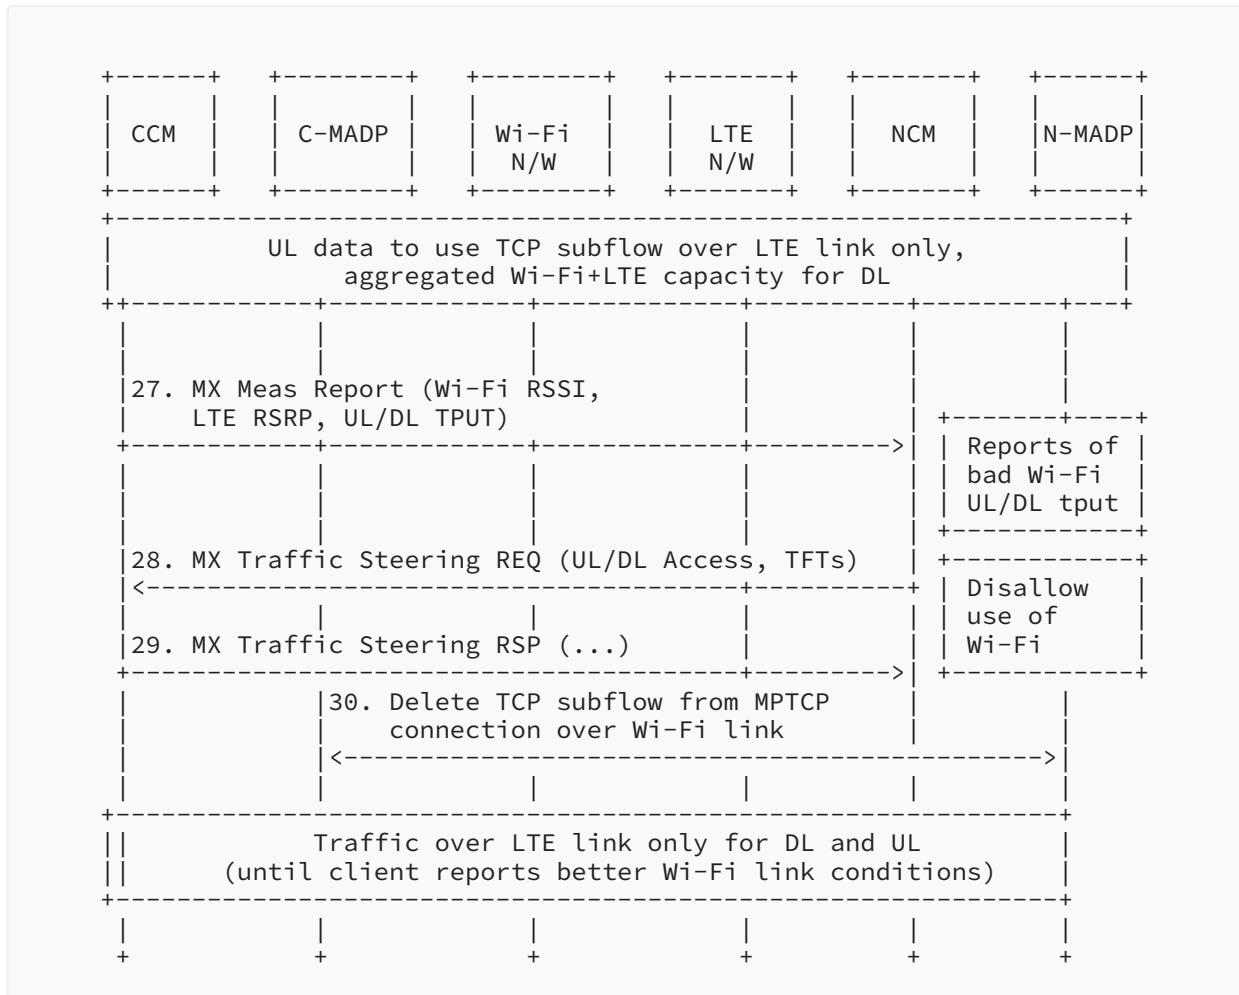 +------+   +--------+   +--------+   +-------+   +-------+   +------+
|      |   |        |   |        |   |       |   |       |   |      |
| CCM  |   | C-MADP |   | Wi-Fi  |   |  LTE  |   |  NCM  |   |N-MADP|
|      |   |        |   |  N/W   |   |  N/W  |   |       |   |      |
+------+   +--------+   +--------+   +-------+   +-------+   +------+
+-------------------------------------------------------------------+
|          UL data to use TCP subflow over LTE link only,          |
|               aggregated Wi-Fi+LTE capacity for DL               |
++------------+-------------+-------------+----------+---------+---+
 |            |             |             |          |         |
 |            |             |             |          |         |
 |27. MX Meas Report (Wi-Fi RSSI,         |          |         |
 |    LTE RSRP, UL/DL TPUT)               |          | +-------+----+
 +------------+-------------+-------------+--------->| | Reports of |
 |            |             |             |          | | bad Wi-Fi  |
 |            |             |             |          | | UL/DL tput |
 |            |             |             |          | +------------+
 |28. MX Traffic Steering REQ (UL/DL Access, TFTs)   | +------------+
 |<---------------------------------------+----------+ | Disallow   |
 |            |             |             |          | | use of     |
 |29. MX Traffic Steering RSP (...)       |          | | Wi-Fi      |
 +----------------------------------------+--------->| +------------+
 |            |30. Delete TCP subflow from MPTCP     |         |
 |            |    connection over Wi-Fi link        |         |
 |            |<---------------------------------------------->|
 |            |             |             |          |         |
+---------------------------------------------------------------+
||            Traffic over LTE link only for DL and UL          |
||      (until client reports better Wi-Fi link conditions)     |
+---------------------------------------------------------------+
 |            |             |             |          |         |
 +            +             +             +          +         +